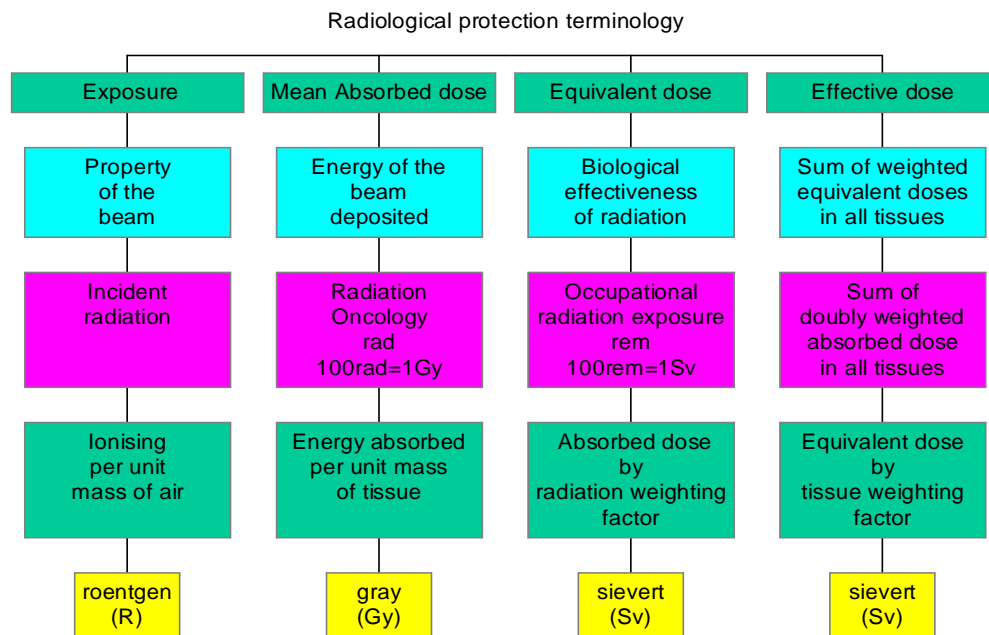 Radiological protection terminology
Exposure
Mean Absorbed dose
Equivalent dose
Effective dose
Property
of the
beam
Energy of the
beam
deposited
Biological
effectiveness
of radiation
Sum of weighted
equivalent doses
in all tissues
Incident
radiation
Radiation
Oncology
rad
100rad=1Gy
Occupational
radiation exposure
rem
100rem=1Sv
Sum of
doubly weighted
absorbed dose
in all tissues
Ionising
per unit
mass of air
Energy absorbed
per unit mass
of tissue
Absorbed dose
by
radiation weighting
factor
Equivalent dose
by
tissue weighting
factor
roentgen
(R)
gray
(Gy)
sievert
(Sv)
sievert
(Sv)